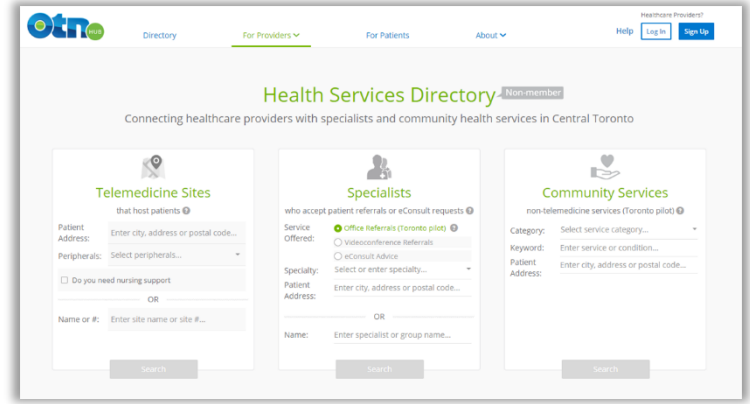 Healthcare Providers?
otn HUB
Directory
For Providers
For Patients
About
Help
Log In
Sign Up
Health Services Directory
Non-member
Connecting healthcare providers with specialists and community health services in Central Toronto
Telemedicine Sites
that host patients ?
Patient Address:
Enter city, address or postal code...
Peripherals:
Select peripherals...
Do you need nursing support
OR
Name or #:
Enter site name or site #...
Search
Specialists
who accept patient referrals or eConsult requests ?
Service Offered:
Office Referrals (Toronto pilot) ?
Videoconference Referrals
eConsult Advice
Specialty:
Select or enter specialty...
Patient Address:
Enter city, address or postal code...
OR
Name:
Enter specialist or group name...
Search
Community Services
non-telemedicine services (Toronto pilot) ?
Category:
Select service category...
Keyword:
Enter service or condition...
Patient Address:
Enter city, address or postal code...
Search